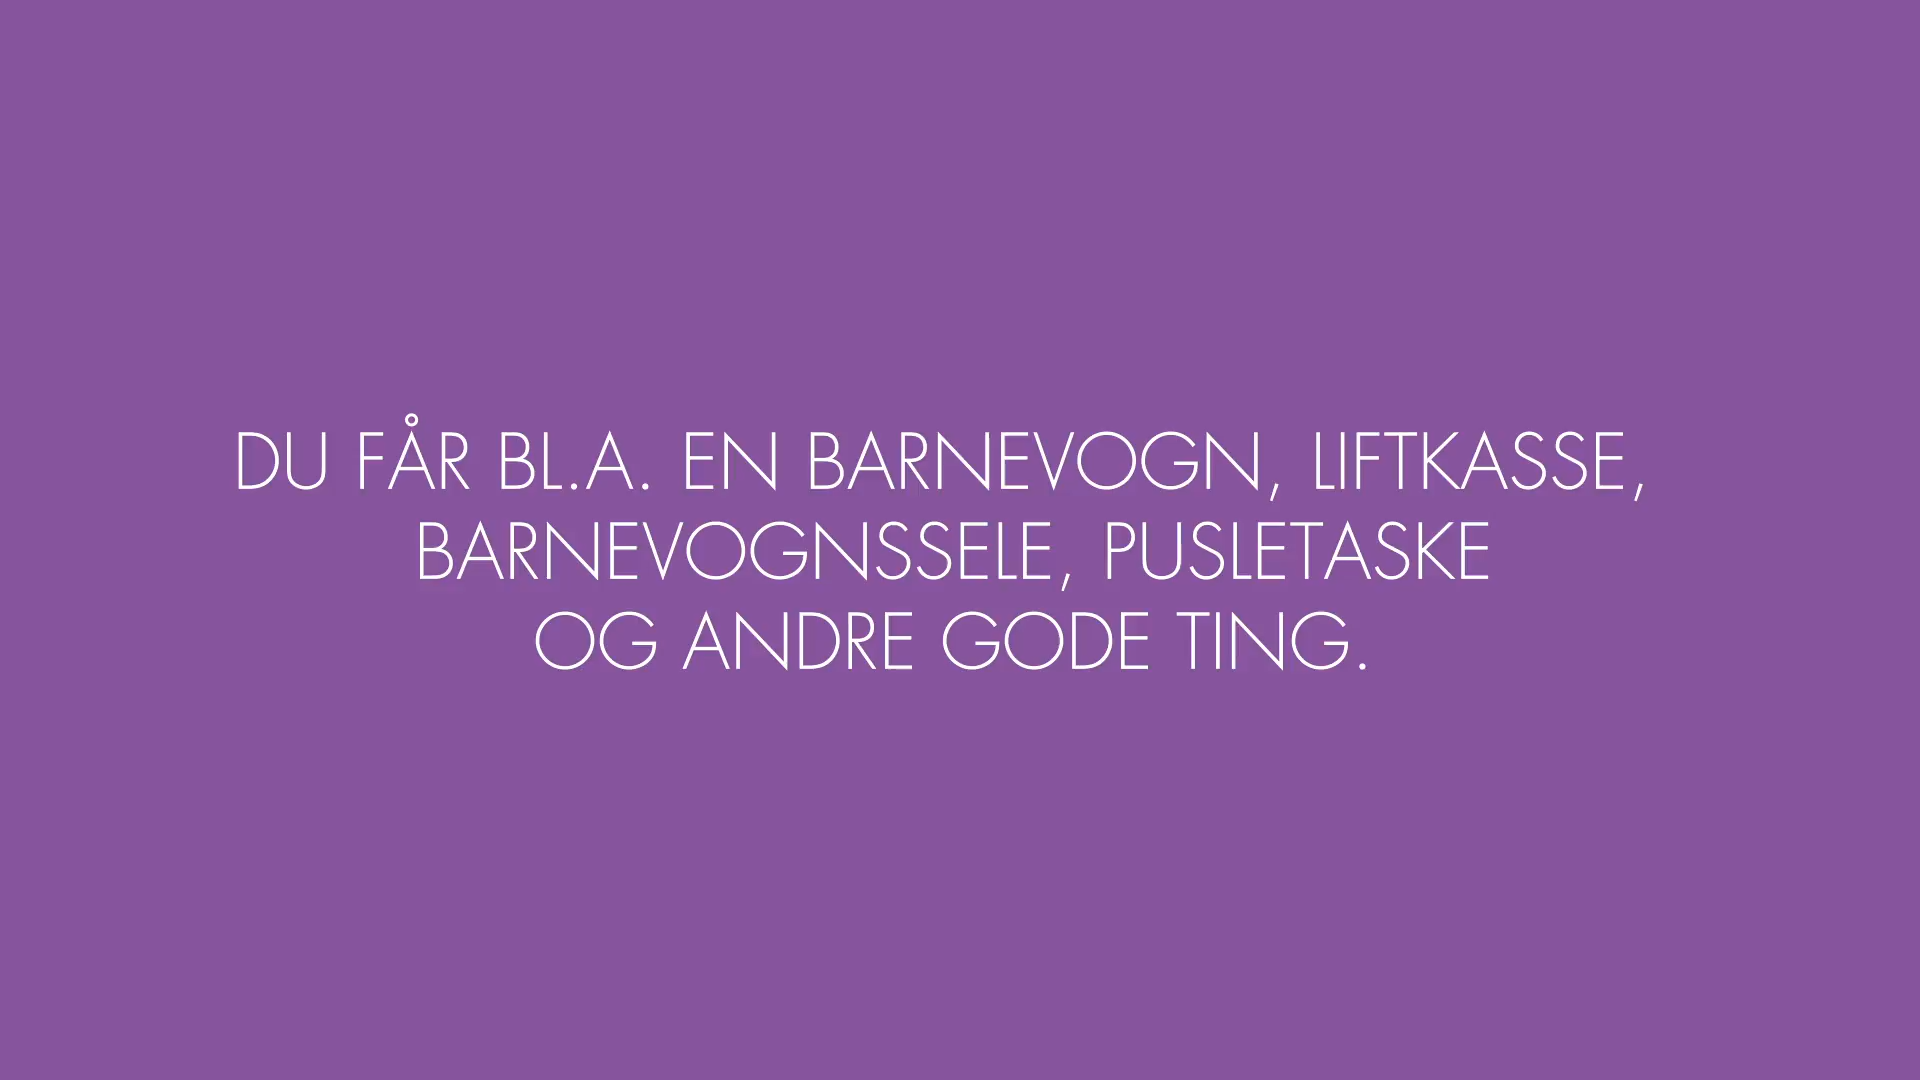 DU FÅR BL.A. EN BARNEVOGN, LIFTKASSE,
BARNEVOGNSSELE, PUSLETASKE
OG ANDRE GODE TING.